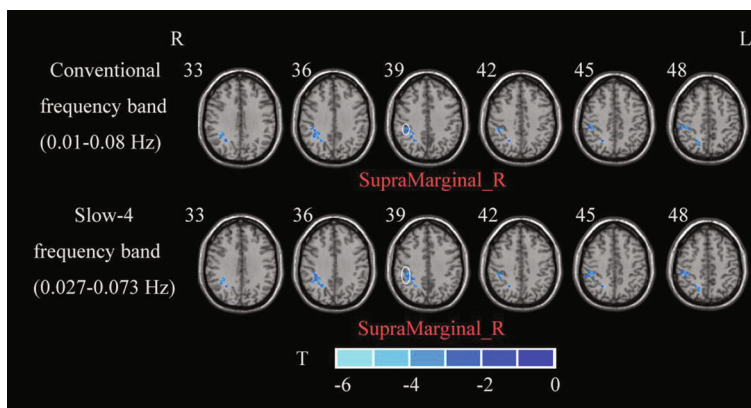 R L
Conventional
frequency band
(0.01-0.08 Hz)
33 36 39 42 45 48
SupraMarginal_R
Slow-4
frequency band
(0.027-0.073 Hz)
33 36 39 42 45 48
SupraMarginal_R
T
-6 -4 -2 0